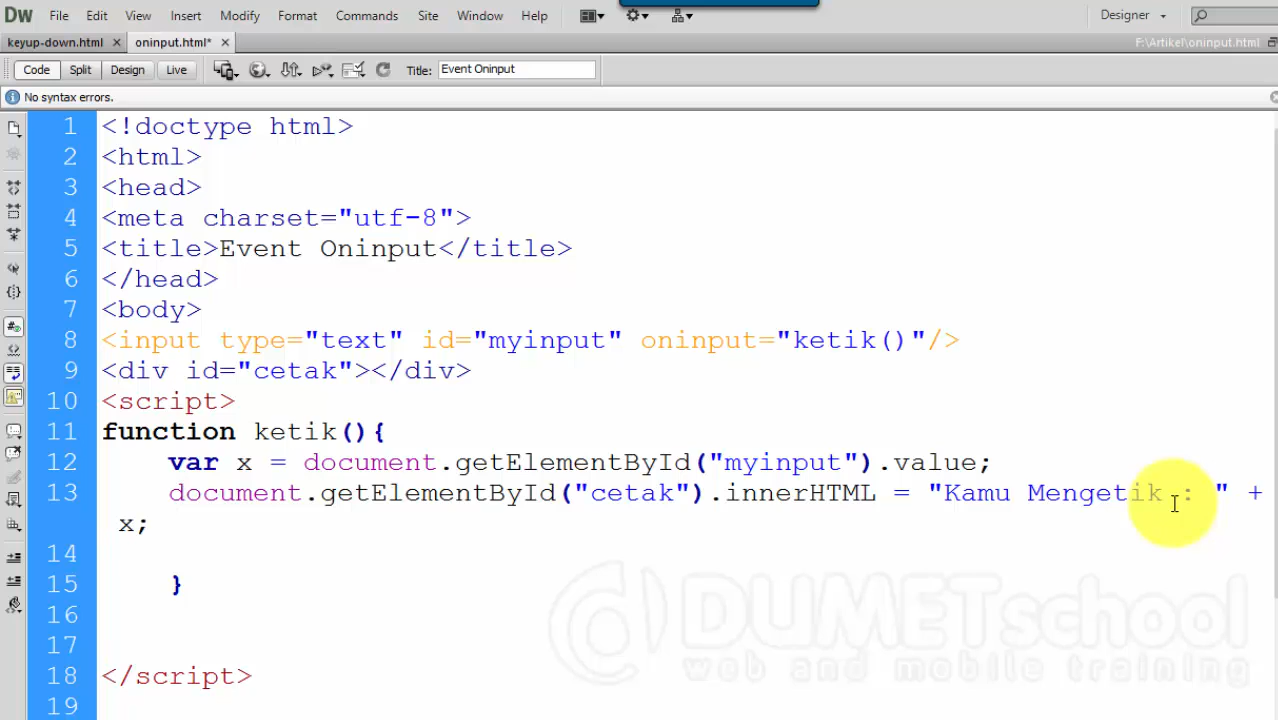 Dw File Edit View Insert Modify Format Commands Site Window Help Designer
keyup-down.html oninput.html* F:\Artikel\oninput.html
Code Split Design Live Title: Event Oninput
No syntax errors.
1 <!doctype html>
2 <html>
3 <head>
4 <meta charset="utf-8">
5 <title>Event Oninput</title>
6 </head>
7 <body>
8 <input type="text" id="myinput" oninput="ketik()"/>
9 <div id="cetak"></div>
10 <script>
11 function ketik(){
12 var x = document.getElementById("myinput").value;
13 document.getElementById("cetak").innerHTML = "Kamu Mengetik : " +
x;
14
15 }
16
17
18 </script>
19
DUMETschool
web and mobile training